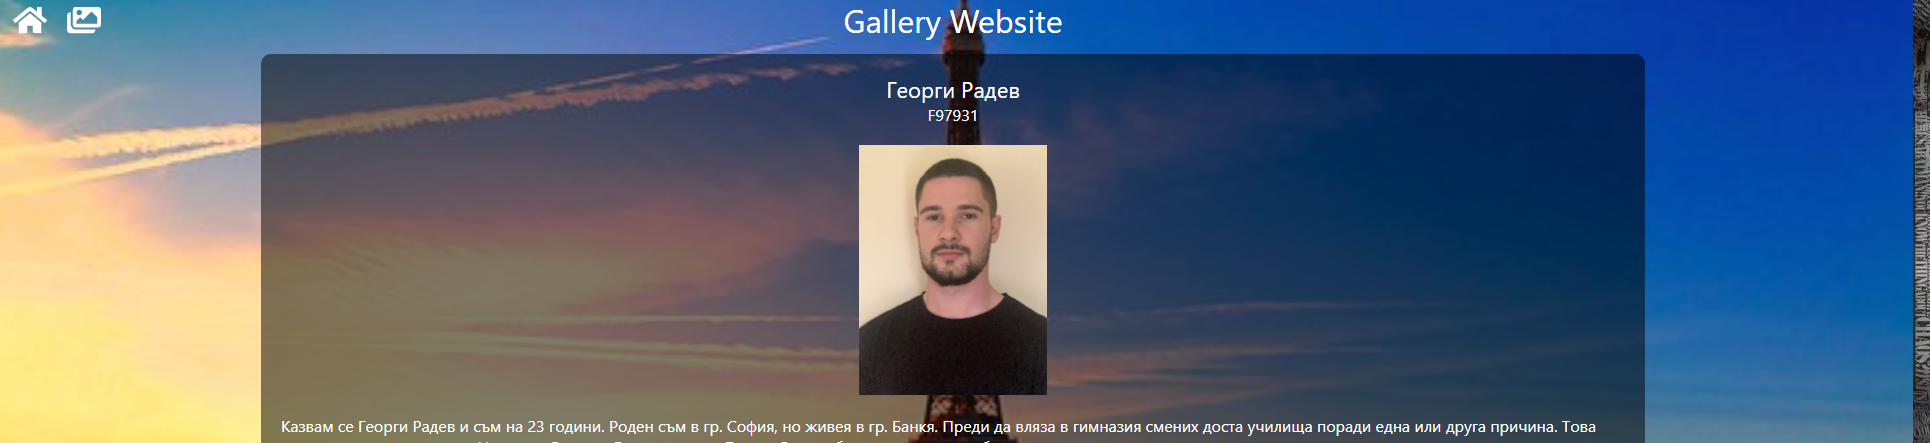 Gallery Website
Георги Радев
F97931
Казвам се Георги Радев и съм на 23 години. Роден съм в гр. София, но живея в гр. Банкя. Преди да вляза в гимназия смених доста училища поради една или друга причина. Това